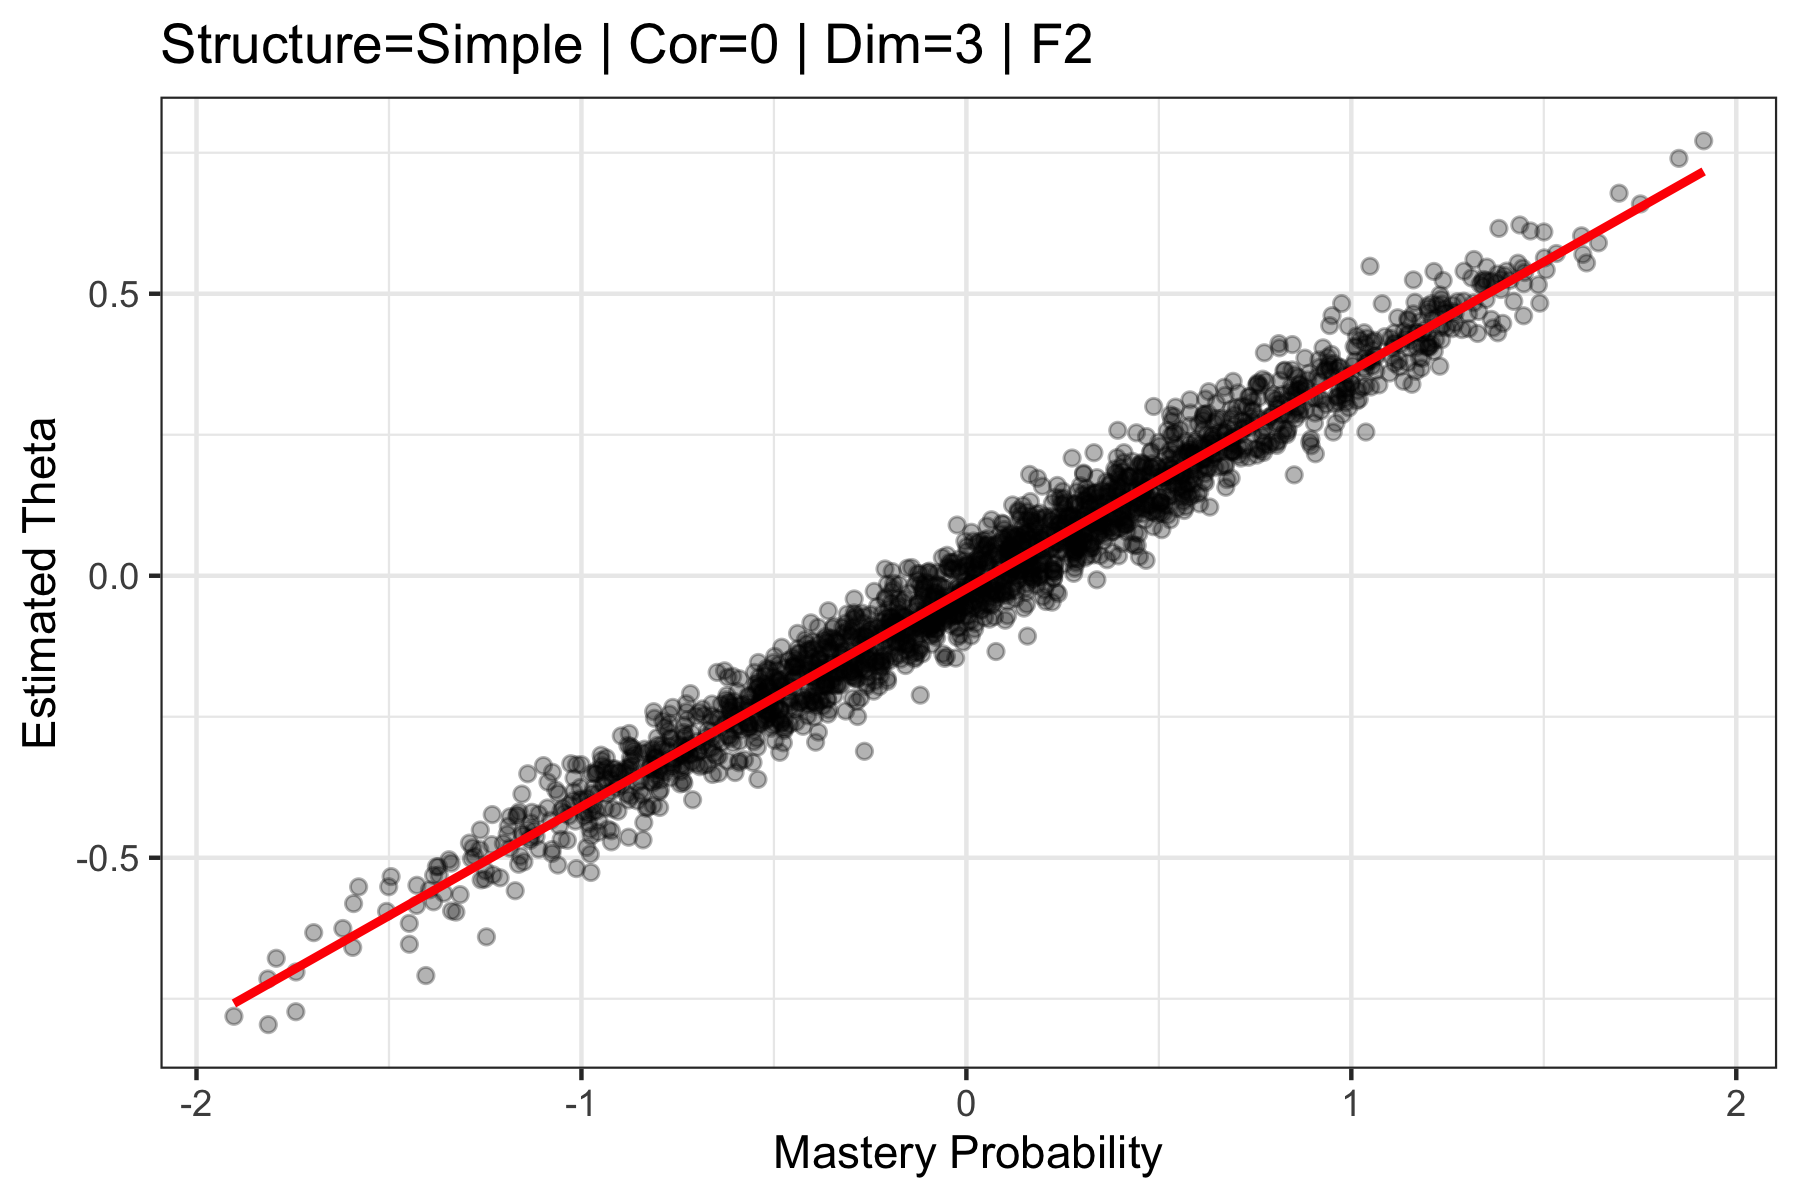 Structure=Simple | Cor=0 | Dim=3 | F2
Estimated Theta
0.5
0.0
-0.5
-2
-1
0
1
2
Mastery Probability